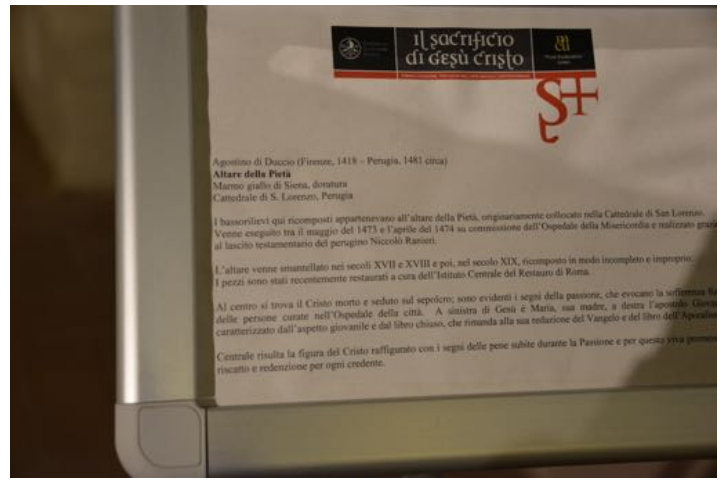 il sacrificio
di Gesù Cristo
Agostino di Duccio (Firenze, 1418 – Perugia, 1481 circa)
Altare della Pietà
Marmo giallo di Siena, doratura
Cattedrale di S. Lorenzo, Perugia
I bassorilievi qui ricomposti appartenevano all'altare della Pietà, originariamente collocato nella Cattedrale di San Lorenzo.
Venne eseguito tra il maggio del 1473 e l'aprile del 1474 su commissione dell'Ospedale della Misericordia e realizzato grazi
al lascito testamentario del perugino Niccolò Ranieri.
L'altare venne smantellato nei secoli XVII e XVIII e poi, nel secolo XIX, ricomposto in modo incompleto e improprio.
I pezzi sono stati recentemente restaurati a cura dell'Istituto Centrale del Restauro di Roma.
Al centro si trova il Cristo morto e seduto sul sepolcro; sono evidenti i segni della passione, che evocano la sofferenza
delle persone curate nell'Ospedale della città. A sinistra di Gesù è Maria, sua madre, a destra l'apostolo Giova
caratterizzato dall'aspetto giovanile e dal libro chiuso, che rimanda alla sua redazione del Vangelo e del libro dell'Apocalis
Centrale risulta la figura del Cristo raffigurato con i segni delle pene subite durante la Passione e per questa viva promes
riscatto e redenzione per ogni credente.